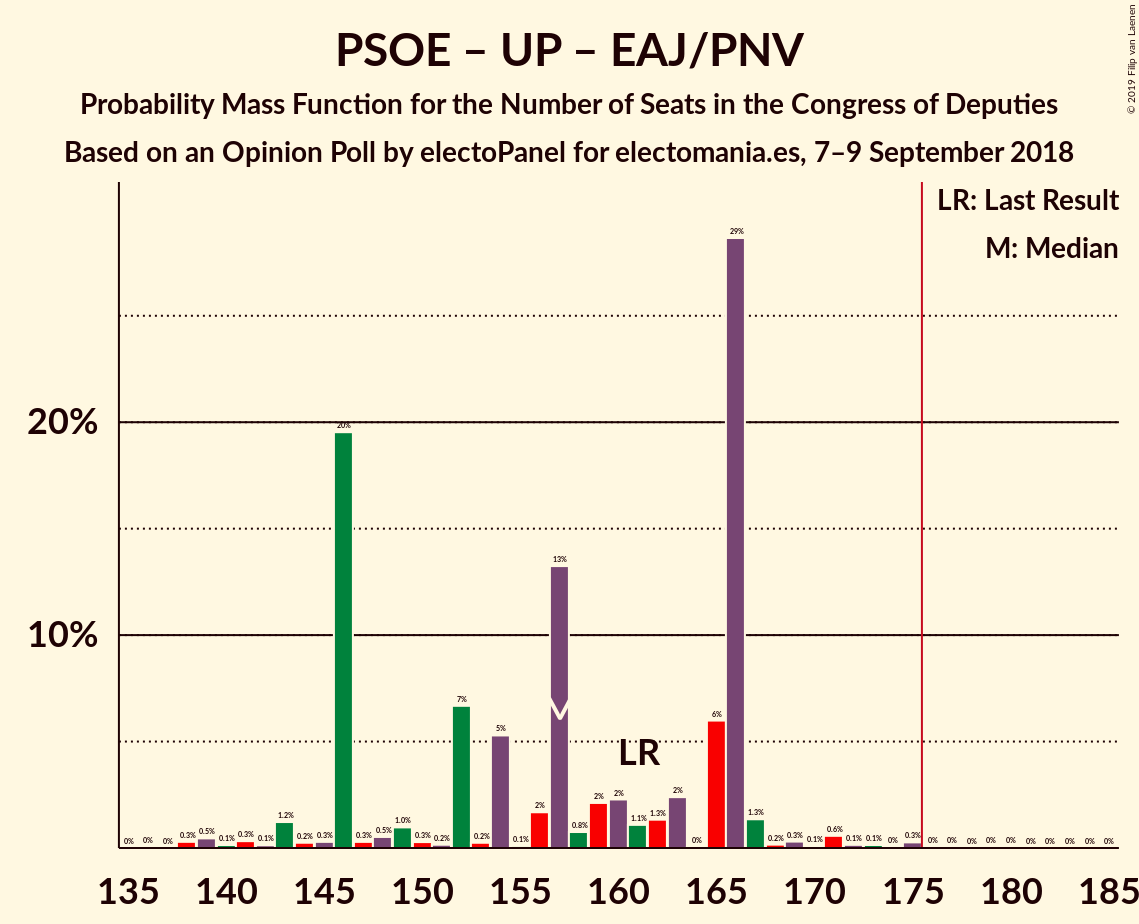 PSOE – UP – EAJ/PNV
Probability Mass Function for the Number of Seats in the Congress of Deputies
Based on an Opinion Poll by electoPanel for electomania.es, 7–9 September 2018
© 2019 Filip van Laenen
LR: Last Result
M: Median
20%
10%
0% 0% 0% 0.3% 0.5% 0.1% 0.3% 0.1% 1.2% 0.2% 0.3% 20% 0.3% 0.5% 1.0% 0.3% 0.2% 7% 0.2% 5% 0.1% 2% 13% 0.8% 2% 2% 1.1% 1.3% 2% 0% 6% 29% 1.3% 0.2% 0.3% 0.1% 0.6% 0.1% 0.1% 0% 0.3% 0% 0% 0% 0% 0% 0% 0% 0% 0% 0%
LR
135 140 145 150 155 160 165 170 175 180 185